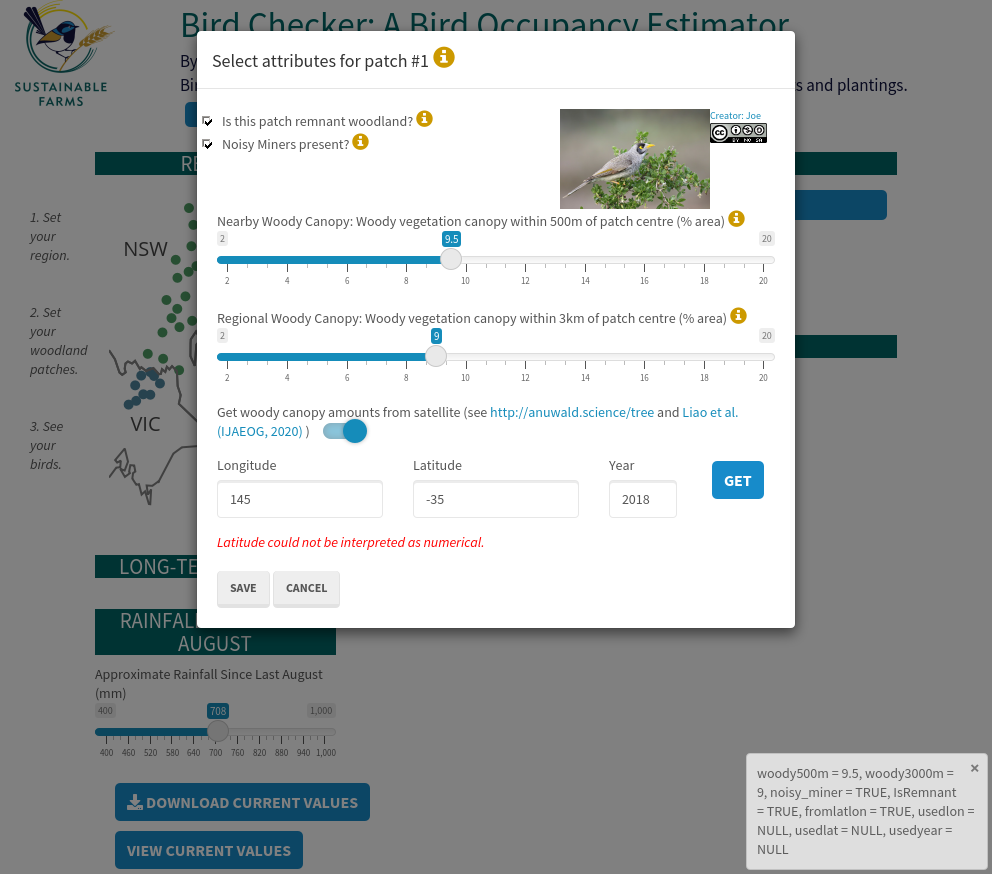 Bird Checker: A Bird Occupancy Estimator
SUSTAINABLE
FARMS
By
Bir
s and plantings.
RE
1. Set
your
region.
2. Set
your
woodland
patches.
3. See
your
birds.
NSW
VIC
Select attributes for patch #1
Is this patch remnant woodland?
Noisy Miners present?
Creator: Joe
CC BY NC SA
Nearby Woody Canopy: Woody vegetation canopy within 500m of patch centre (% area)
2 9.5 20
2 4 6 8 10 12 14 16 18 20
Regional Woody Canopy: Woody vegetation canopy within 3km of patch centre (% area)
2 9 20
2 4 6 8 10 12 14 16 18 20
Get woody canopy amounts from satellite (see http://anuwald.science/tree and Liao et al.
(IJAEOG, 2020) )
Longitude Latitude Year
145 -35 2018 GET
Latitude could not be interpreted as numerical.
SAVE CANCEL
LONG-TE
RAINFAL
AUGUST
Approximate Rainfall Since Last August
(mm)
400 708 1,000
400 460 520 580 640 700 760 820 880 940 1,000
DOWNLOAD CURRENT VALUES
VIEW CURRENT VALUES
×
woody500m = 9.5, woody3000m =
9, noisy_miner = TRUE, IsRemnant
= TRUE, fromlatlon = TRUE, usedlon =
NULL, usedlat = NULL, usedyear =
NULL